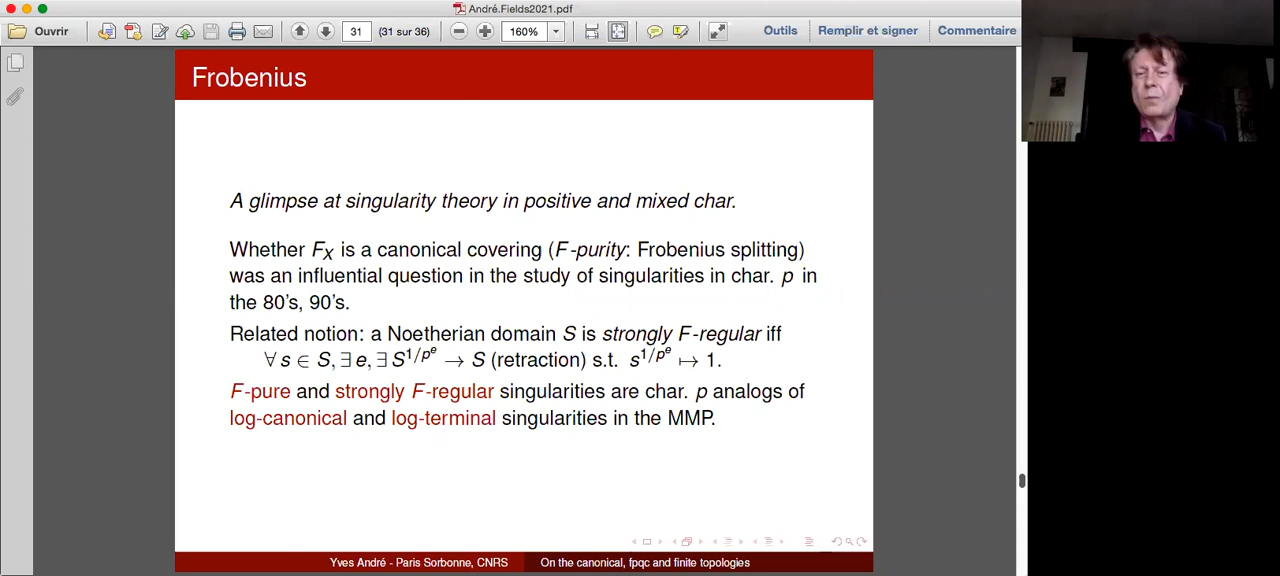 André.Fields2021.pdf
Ouvrir
31
(31 sur 36)
160%
Outils
Remplir et signer
Commentaire
Frobenius
A glimpse at singularity theory in positive and mixed char.
Whether F_X is a canonical covering (F-purity: Frobenius splitting)
was an influential question in the study of singularities in char. p in
the 80's, 90's.
Related notion: a Noetherian domain S is strongly F-regular iff
∀ s ∈ S, ∃ e, ∃ S^{1/p^e} → S (retraction) s.t. s^{1/p^e} ↦ 1.
F-pure and strongly F-regular singularities are char. p analogs of
log-canonical and log-terminal singularities in the MMP.
Yves André - Paris Sorbonne, CNRS
On the canonical, fpqc and finite topologies